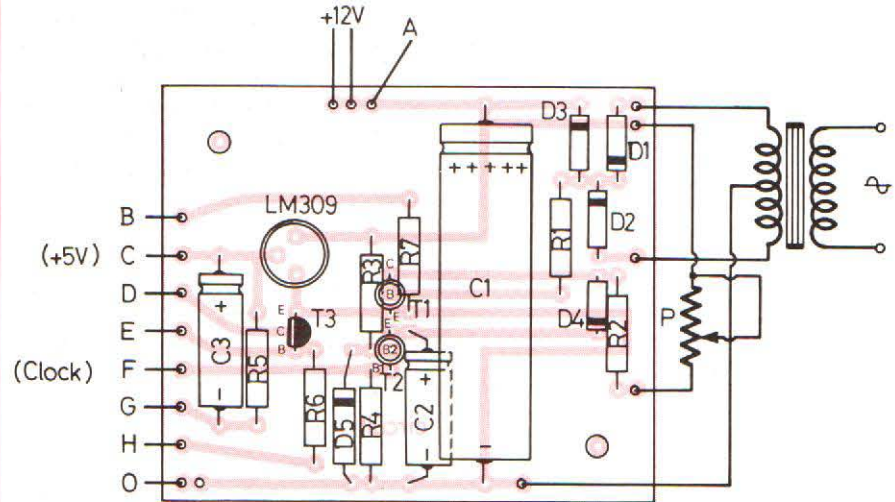 +12V
A
D3
D1
+ + + + +
B
LM309
R7
R1
D2
(+5V) C
R3
C
D
+
B
T1
C1
E
C3
E
C
B
T3
E
E
D4
R2
P
R5
B2
(Clock) F
B
T2
+
G
-
R6
D5
R4
C2
H
-
-
O